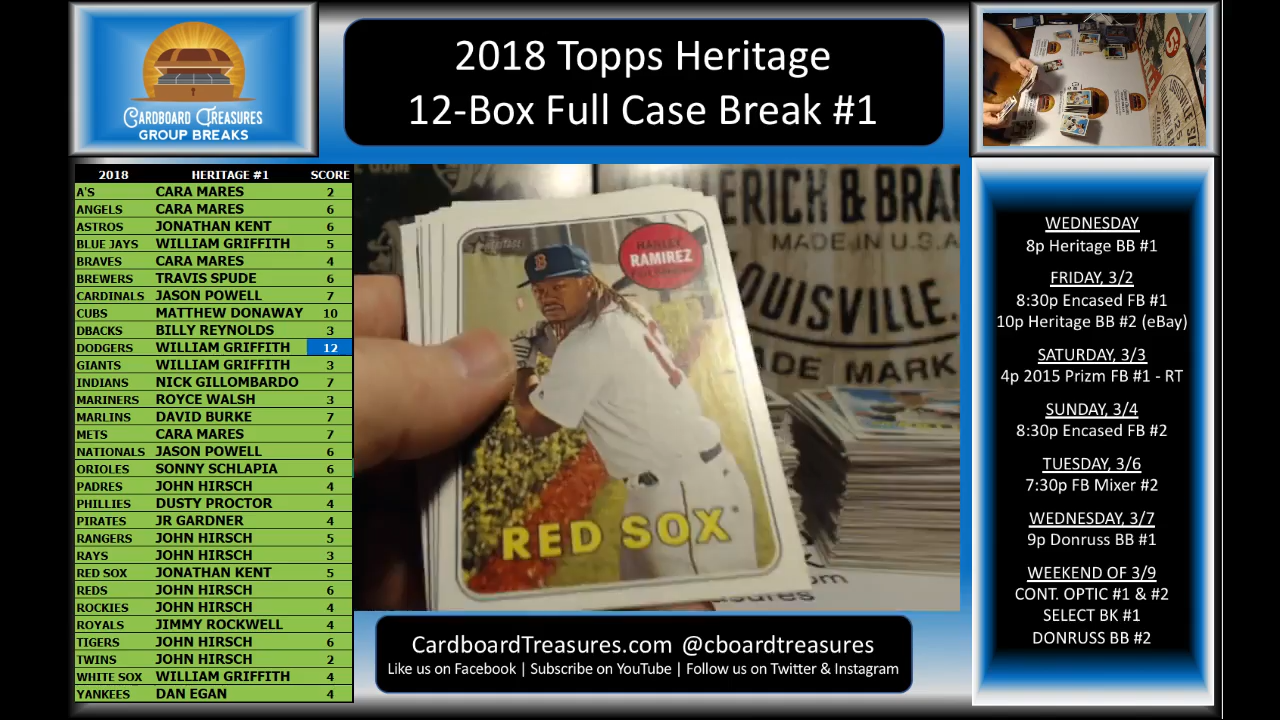 CARDBOARD TREASURES
GROUP BREAKS
2018 Topps Heritage
12-Box Full Case Break #1
2018 HERITAGE #1 SCORE
A'S CARA MARES 2
ANGELS CARA MARES 6
ASTROS JONATHAN KENT 6
BLUE JAYS WILLIAM GRIFFITH 5
BRAVES CARA MARES 4
BREWERS TRAVIS SPUDE 6
CARDINALS JASON POWELL 7
CUBS MATTHEW DONAWAY 10
DBACKS BILLY REYNOLDS 3
DODGERS WILLIAM GRIFFITH 12
GIANTS WILLIAM GRIFFITH 3
INDIANS NICK GILLOMBARDO 7
MARINERS ROYCE WALSH 3
MARLINS DAVID BURKE 7
METS CARA MARES 7
NATIONALS JASON POWELL 6
ORIOLES SONNY SCHLAPIA 6
PADRES JOHN HIRSCH 4
PHILLIES DUSTY PROCTOR 4
PIRATES JR GARDNER 4
RANGERS JOHN HIRSCH 5
RAYS JOHN HIRSCH 3
RED SOX JONATHAN KENT 5
REDS JOHN HIRSCH 6
ROCKIES JOHN HIRSCH 4
ROYALS JIMMY ROCKWELL 4
TIGERS JOHN HIRSCH 6
TWINS JOHN HIRSCH 2
WHITE SOX WILLIAM GRIFFITH 4
YANKEES DAN EGAN 4
MADE IN U.S.A
HANLEY
RAMIREZ
RED SOX
ADE MARK
CardboardTreasures.com @cboardtreasures
Like us on Facebook | Subscribe on YouTube | Follow us on Twitter & Instagram
WEDNESDAY
8p Heritage BB #1
FRIDAY, 3/2
8:30p Encased FB #1
10p Heritage BB #2 (eBay)
SATURDAY, 3/3
4p 2015 Prizm FB #1 - RT
SUNDAY, 3/4
8:30p Encased FB #2
TUESDAY, 3/6
7:30p FB Mixer #2
WEDNESDAY, 3/7
9p Donruss BB #1
WEEKEND OF 3/9
CONT. OPTIC #1 & #2
SELECT BK #1
DONRUSS BB #2